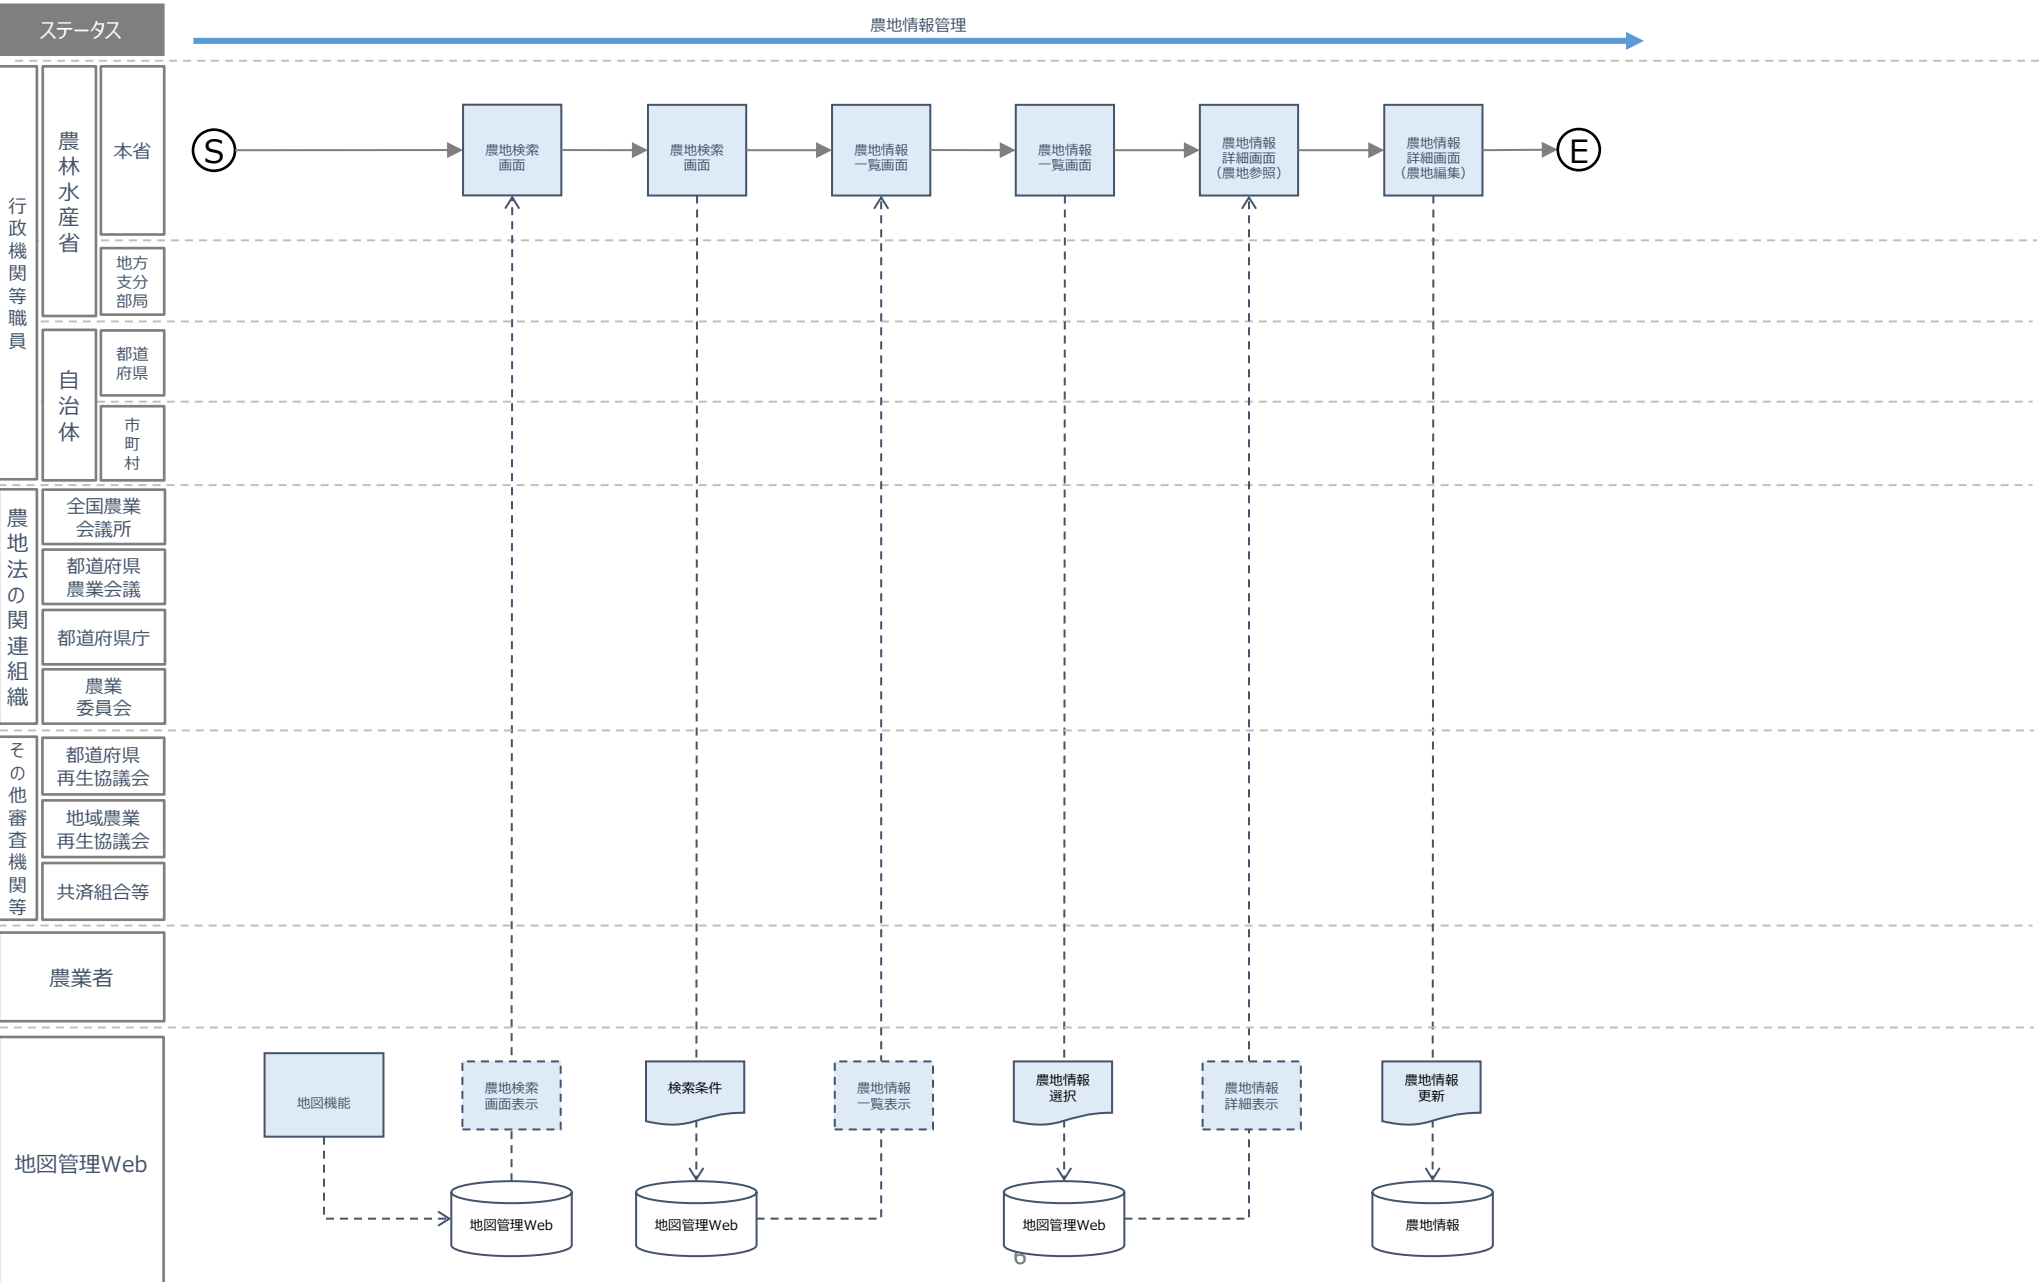 ステータス
農地情報管理
行政機関等職員
農林水産省
本省
S
農地検索
画面
農地検索
画面
農地情報
一覧画面
農地情報
一覧画面
農地情報
詳細画面
（農地参照）
農地情報
詳細画面
（農地編集）
E
地方
支分
部局
自治体
都道
府県
市
町
村
農地法の関連組織
全国農業
会議所
都道府県
農業会議
都道府県庁
農業
委員会
その他審査機関等
都道府県
再生協議会
地域農業
再生協議会
共済組合等
農業者
地図管理Web
地図機能
農地検索
画面表示
検索条件
農地情報
一覧表示
農地情報
選択
農地情報
詳細表示
農地情報
更新
地図管理Web
地図管理Web
地図管理Web
農地情報
6